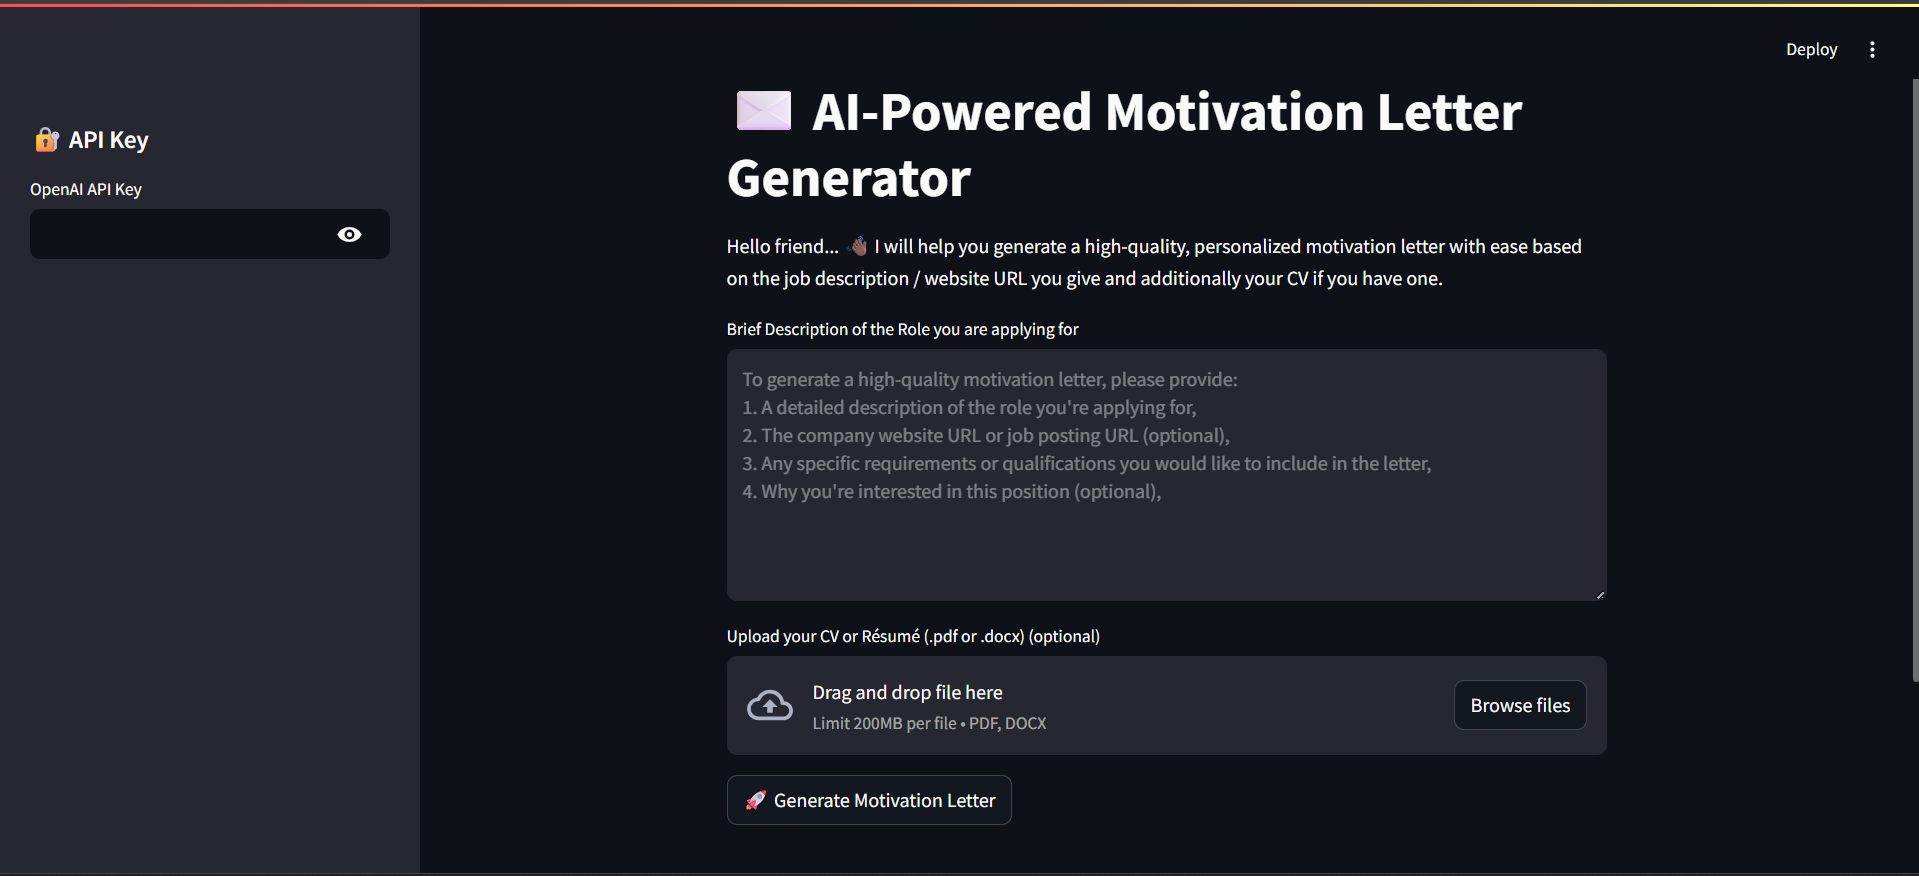 Deploy
🔐 API Key
OpenAI API Key
✉️ AI-Powered Motivation Letter
Generator
Hello friend... 👋🏿 I will help you generate a high-quality, personalized motivation letter with ease based
on the job description / website URL you give and additionally your CV if you have one.
Brief Description of the Role you are applying for
To generate a high-quality motivation letter, please provide:
1. A detailed description of the role you're applying for,
2. The company website URL or job posting URL (optional),
3. Any specific requirements or qualifications you would like to include in the letter,
4. Why you're interested in this position (optional),
Upload your CV or Résumé (.pdf or .docx) (optional)
Drag and drop file here
Limit 200MB per file • PDF, DOCX
Browse files
🚀 Generate Motivation Letter